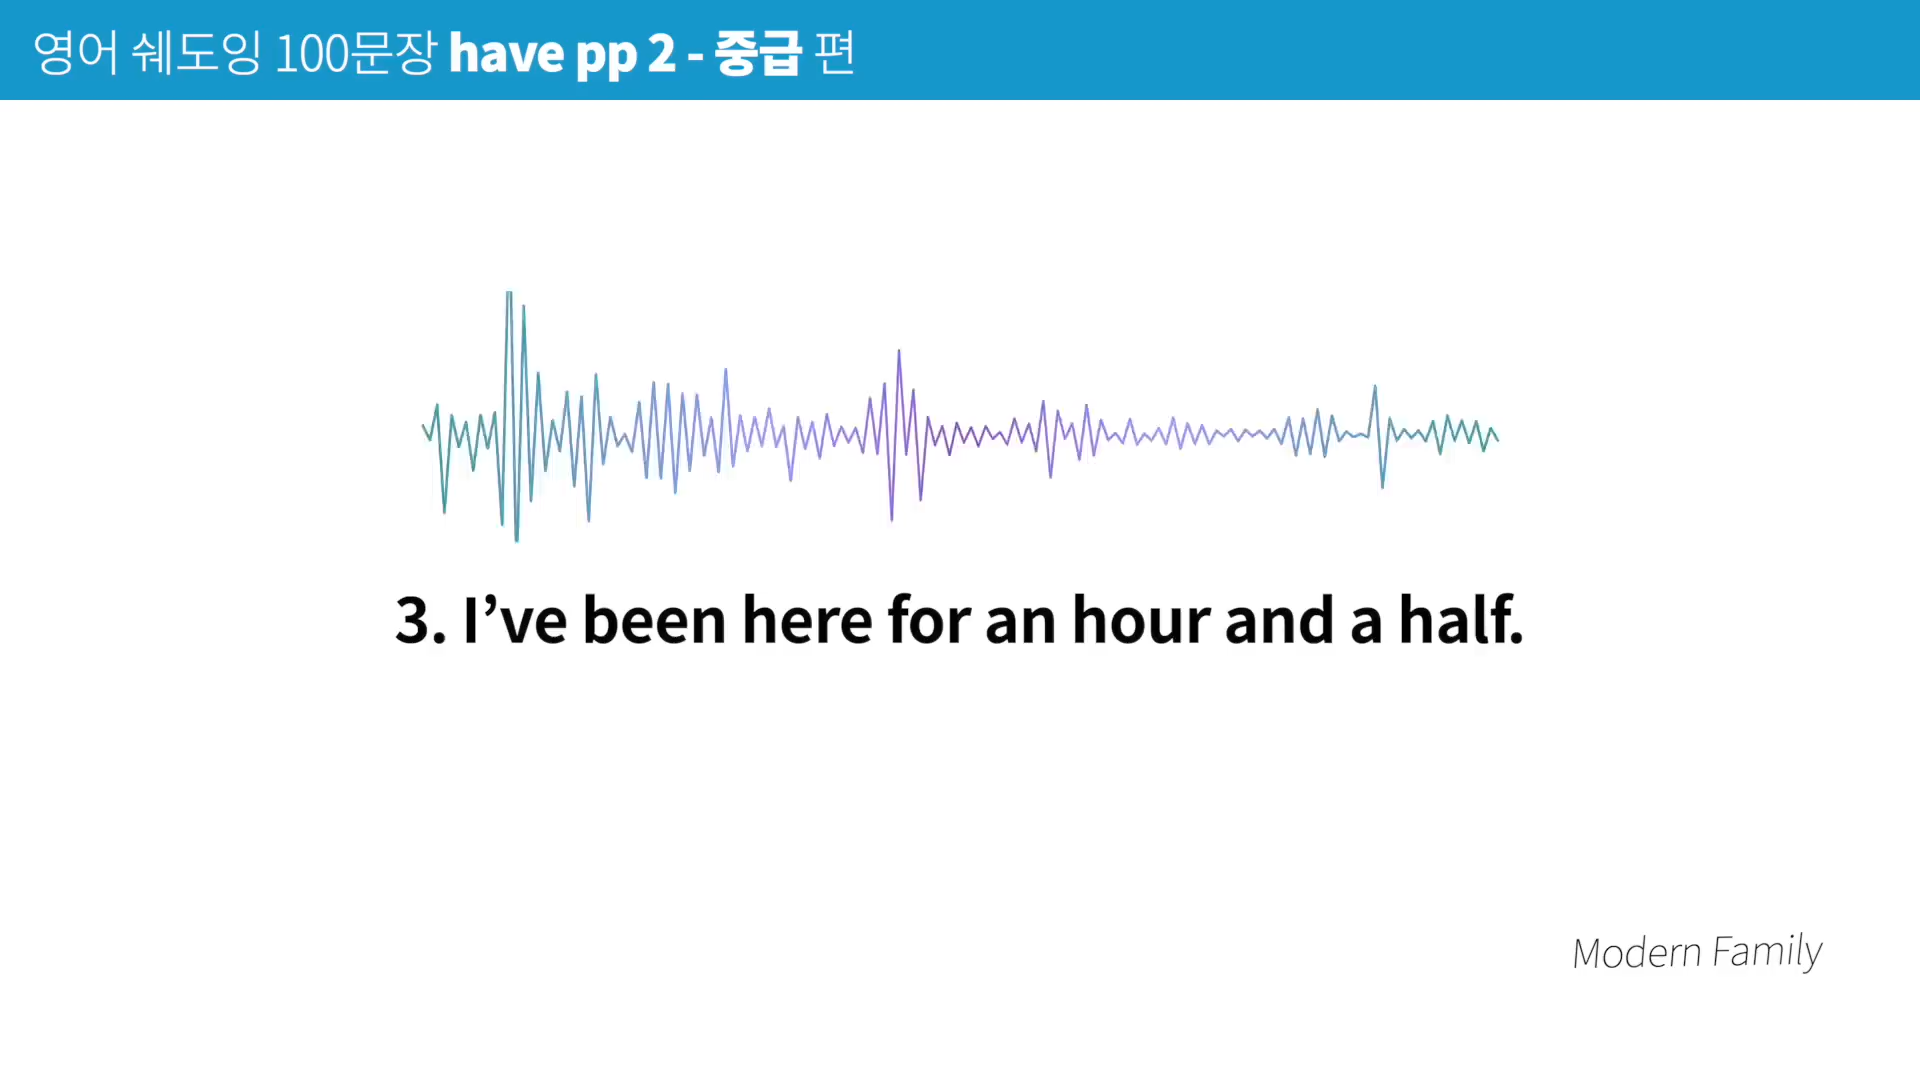 영어 쉐도잉 100문장 have pp 2 - 중급 편
3. I’ve been here for an hour and a half.
Modern Family